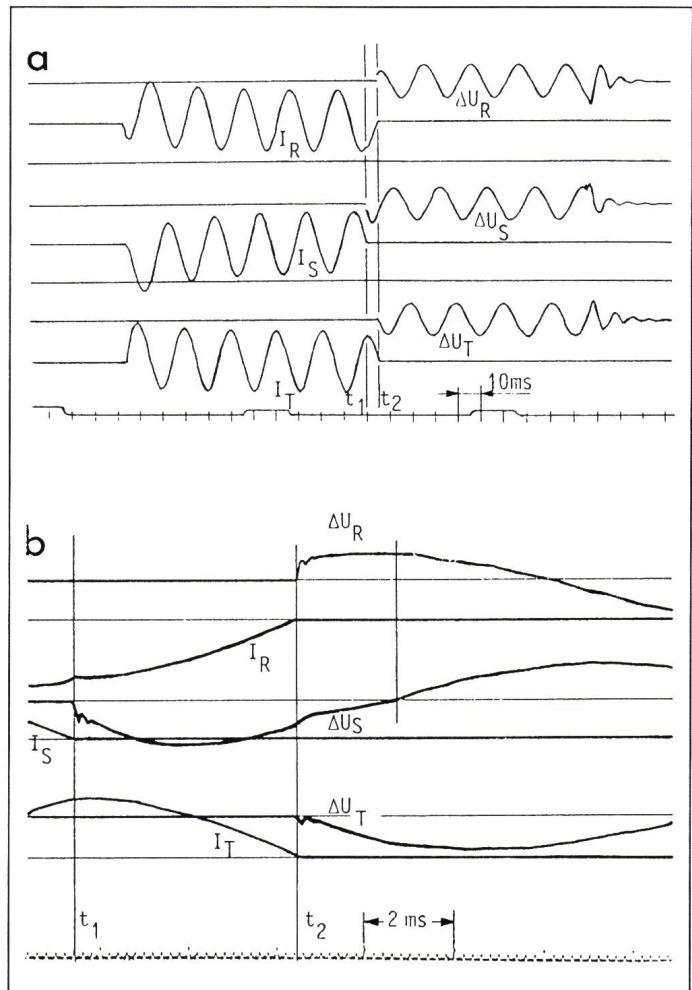 a
ΔU_R
I_R
ΔU_S
I_S
ΔU_T
I_T
t_1
t_2
10ms
b
ΔU_R
I_R
ΔU_S
I_S
ΔU_T
I_T
t_1
t_2
2 ms